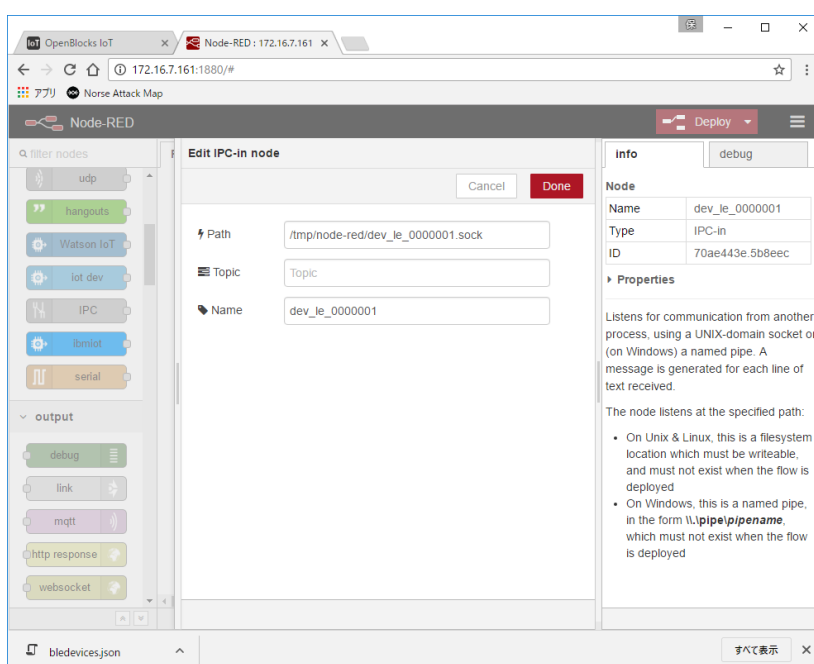 保
OpenBlocks IoT
Node-RED : 172.16.7.161
172.16.7.161:1880/#
アプリ
Norse Attack Map
Node-RED
Deploy
filter nodes
udp
hangouts
Watson IoT
iot dev
IPC
ibmiot
serial
output
debug
link
mqtt
http response
websocket
Edit IPC-in node
Cancel
Done
Path
/tmp/node-red/dev_le_0000001.sock
Topic
Topic
Name
dev_le_0000001
info
debug
Node
Name dev_le_0000001
Type IPC-in
ID 70ae443e.5b8eec
Properties
Listens for communication from another
process, using a UNIX-domain socket or
(on Windows) a named pipe. A
message is generated for each line of
text received.
The node listens at the specified path:
• On Unix & Linux, this is a filesystem
location which must be writeable,
and must not exist when the flow is
deployed
• On Windows, this is a named pipe,
in the form \\.\pipe\pipename,
which must not exist when the flow
is deployed
bledevices.json
すべて表示